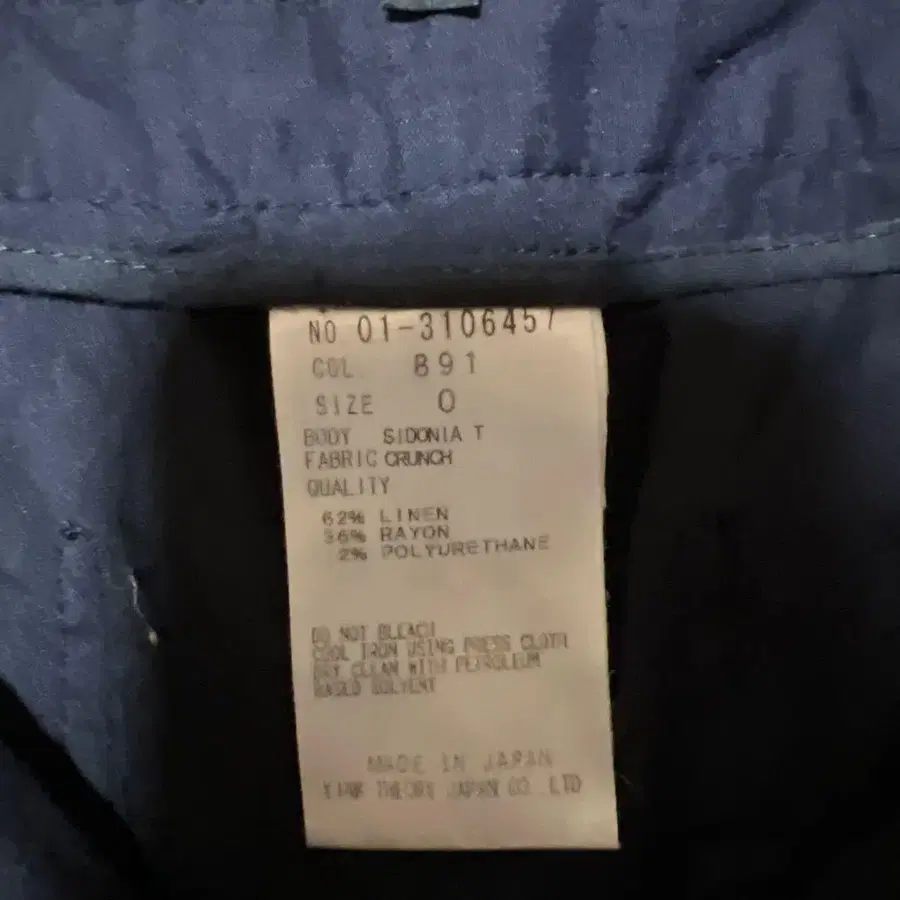 NO 01-3106457
COL 891
SIZE 0
BODY SIDONIA T
FABRIC CRUNCH
QUALITY
62% LINEN
36% RAYON
2% POLYURETHANE
DO NOT BLEACH
COOL IRON USING PRESS CLOTH
DRY CLEAN WITH PETROLEUM
BASED SOLVENT
MADE IN JAPAN
THEORY JAPAN CO., LTD